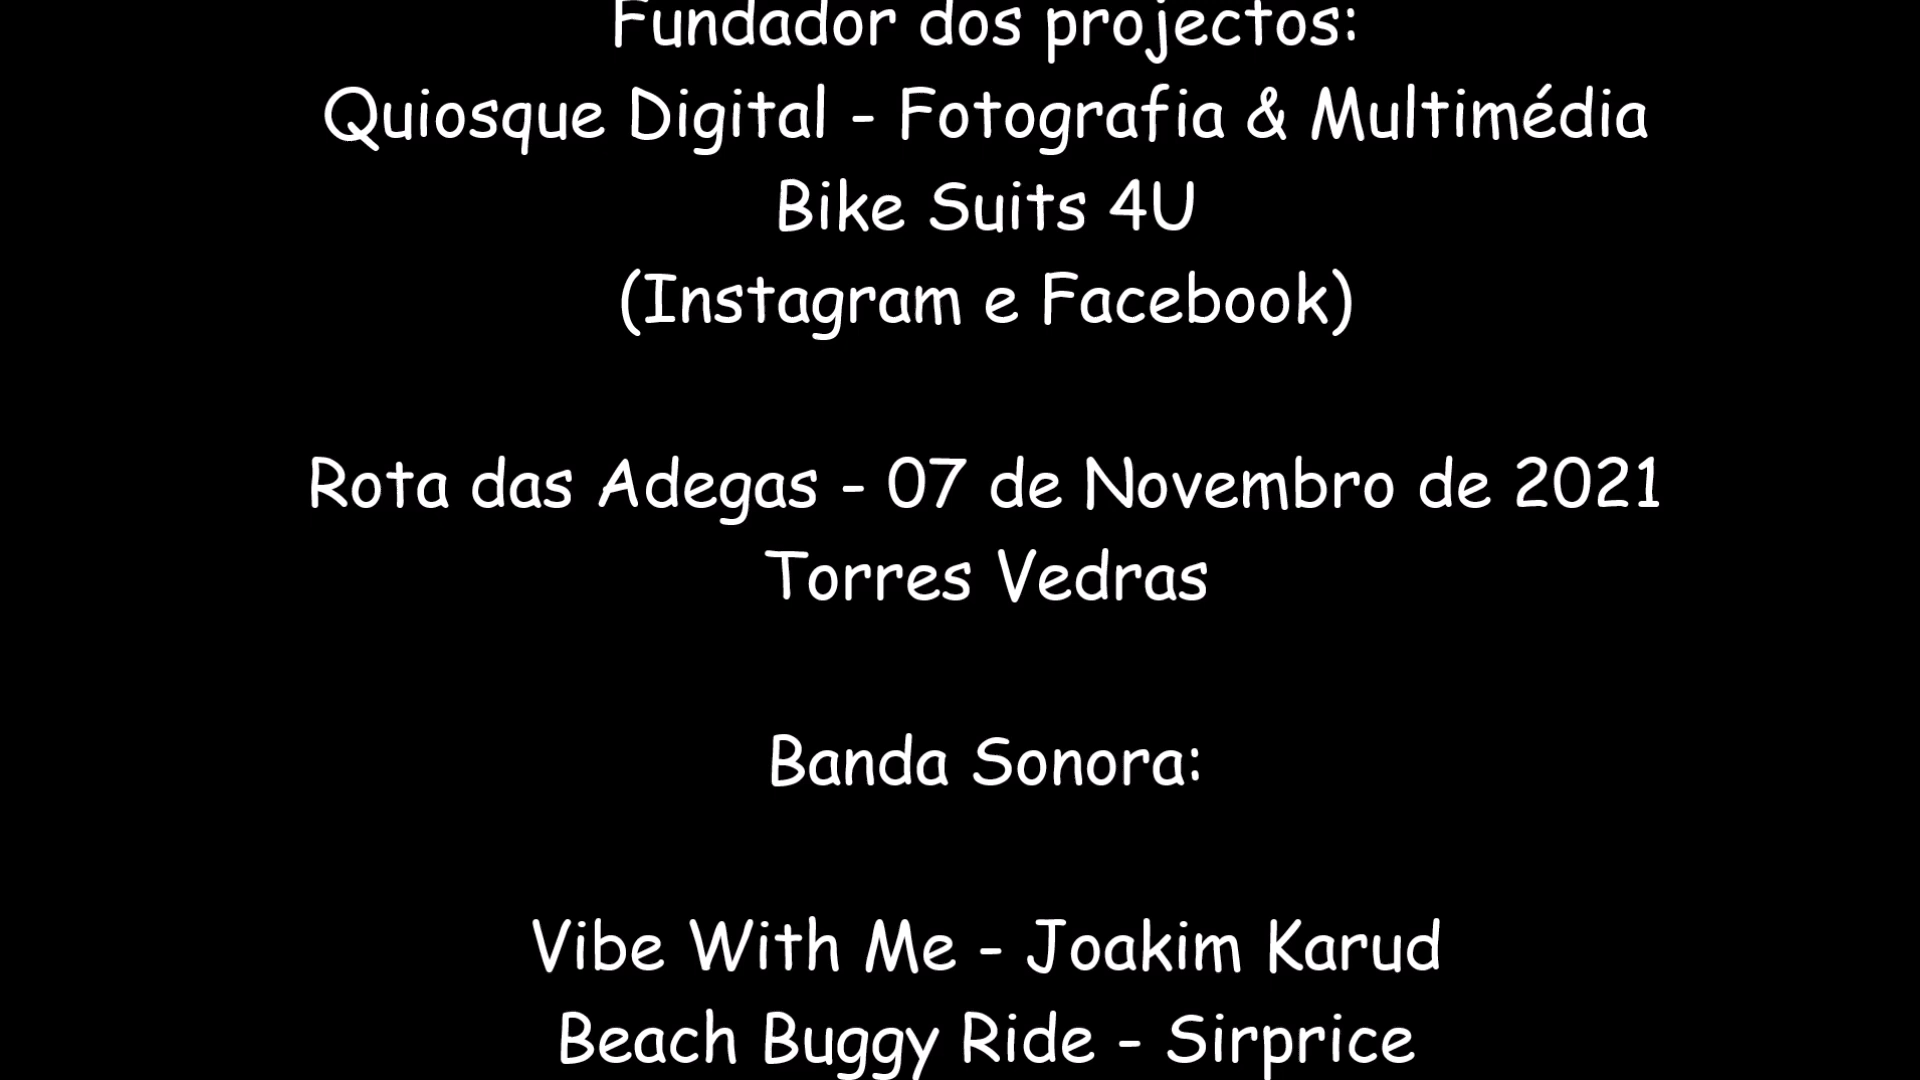 Fundador dos projectos:
Quiosque Digital - Fotografia & Multimédia
Bike Suits 4U
(Instagram e Facebook)
Rota das Adegas - 07 de Novembro de 2021
Torres Vedras
Banda Sonora:
Vibe With Me - Joakim Karud
Beach Buggy Ride - Sirprice